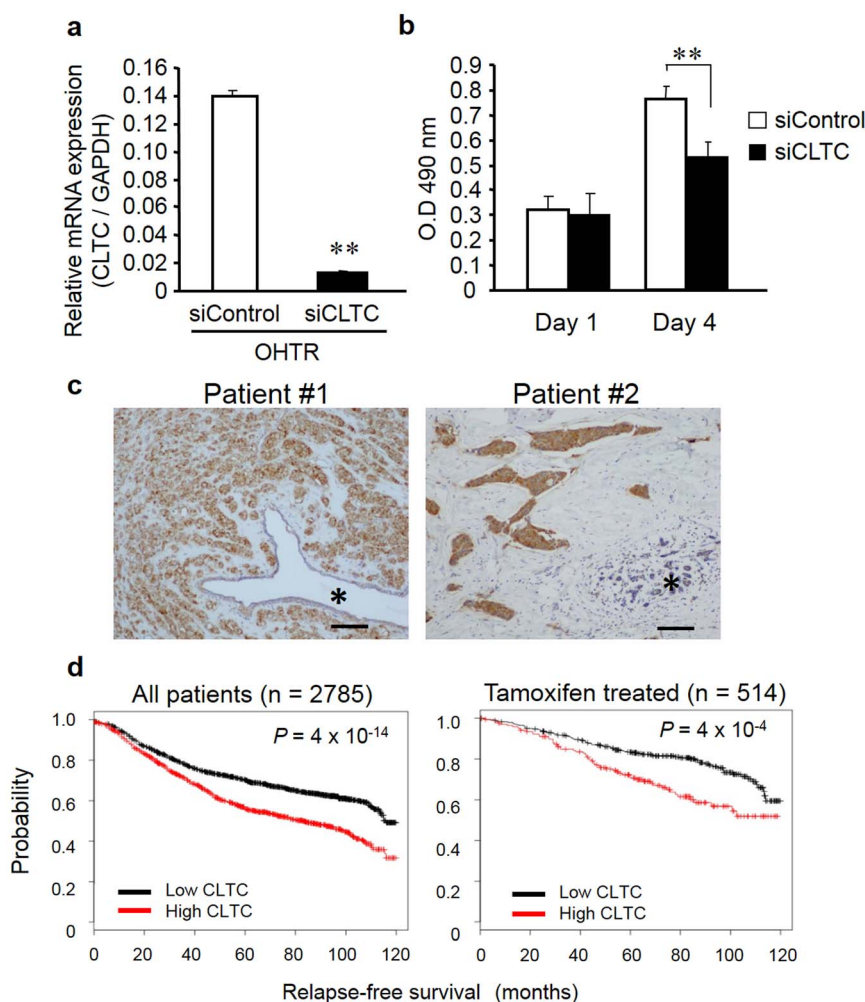 a
Relative mRNA expression
(CLTC / GAPDH)
0.16
0.14
0.12
0.10
0.08
0.06
0.04
0.02
0
**
siControl siCLTC
OHTR
b
O.D 490 nm
0.9
0.8
0.7
0.6
0.5
0.4
0.3
0.2
0.1
0
**
siControl
siCLTC
Day 1 Day 4
c
Patient #1
*
Patient #2
*
d
All patients (n = 2785)
P = 4 x 10-14
Probability
1.0
0.8
0.6
0.4
0.2
0
Low CLTC
High CLTC
0 20 40 60 80 100 120
Tamoxifen treated (n = 514)
P = 4 x 10-4
1.0
0.8
0.6
0.4
0.2
0
Low CLTC
High CLTC
0 20 40 60 80 100 120
Relapse-free survival (months)